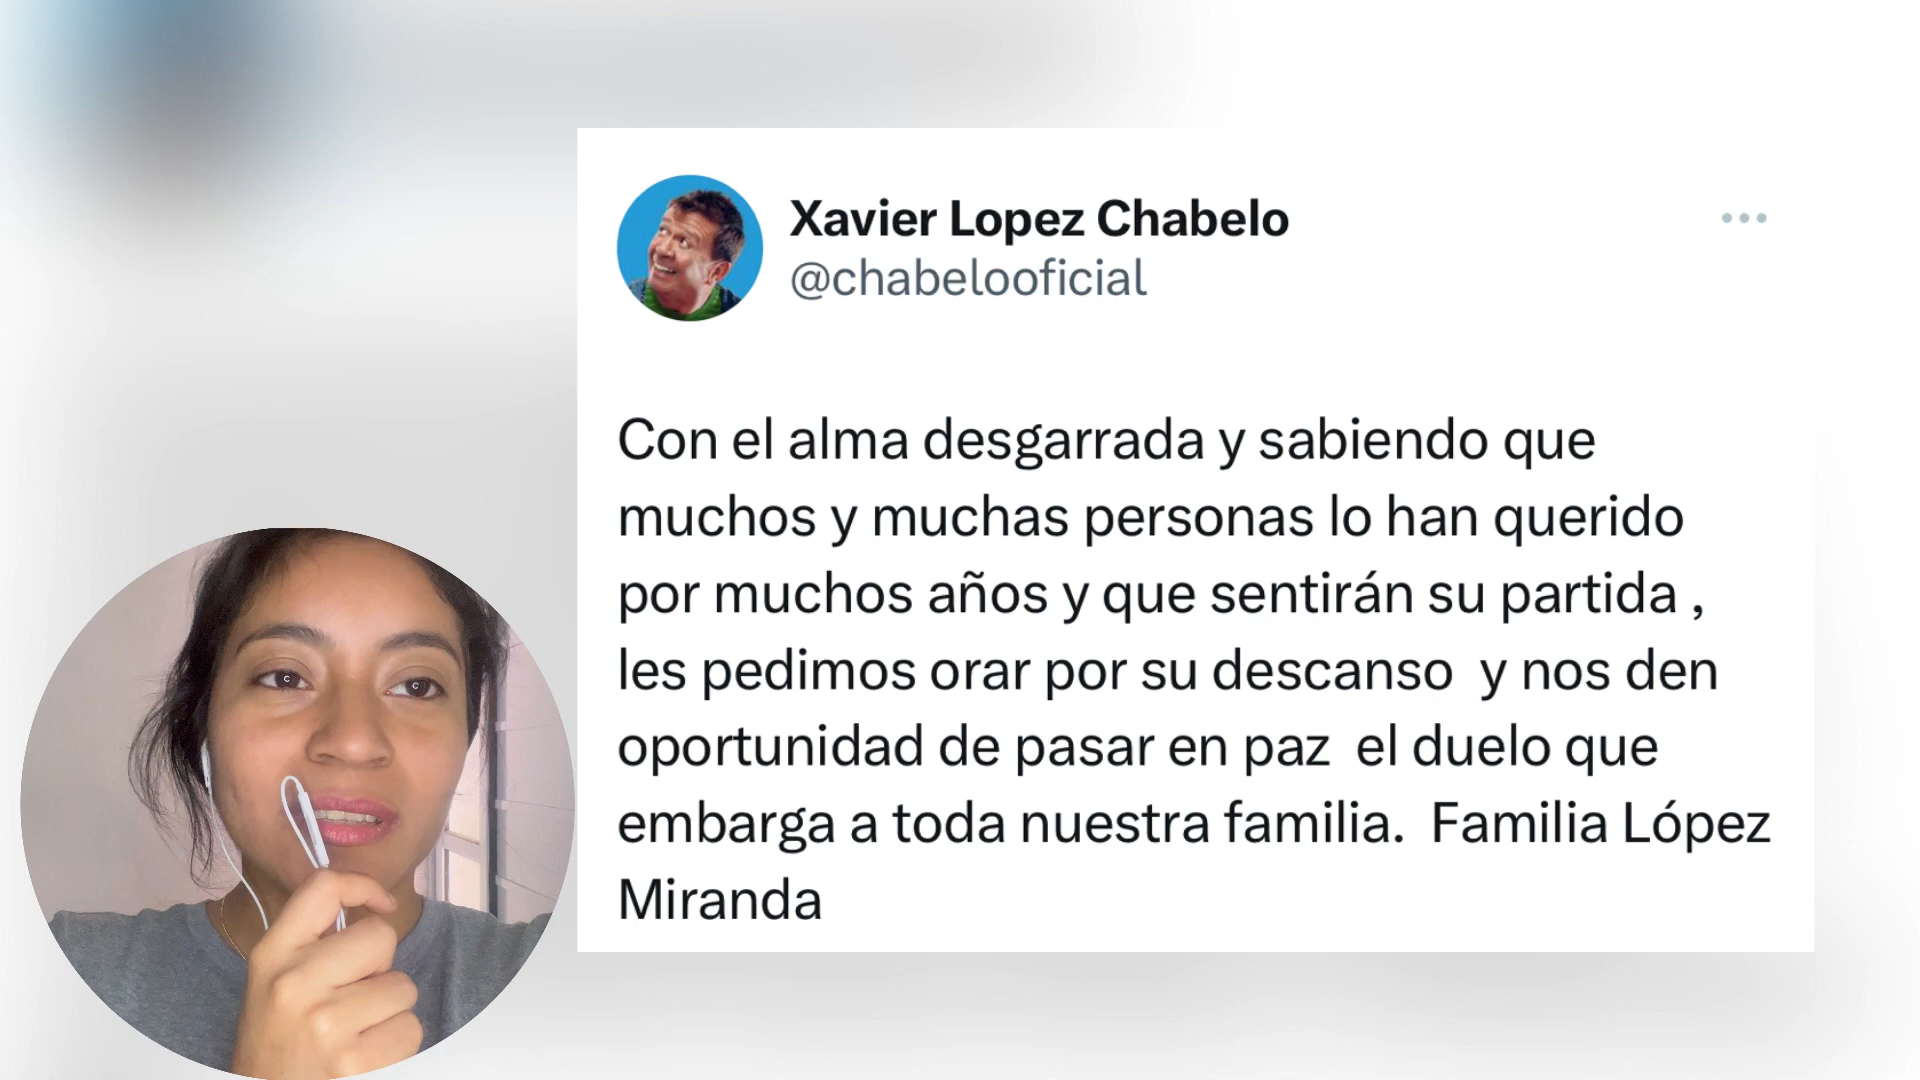 Xavier Lopez Chabelo
@chabelooficial
Con el alma desgarrada y sabiendo que
muchos y muchas personas lo han querido
por muchos años y que sentirán su partida ,
les pedimos orar por su descanso  y nos den
oportunidad de pasar en paz  el duelo que
embarga a toda nuestra familia.  Familia López
Miranda